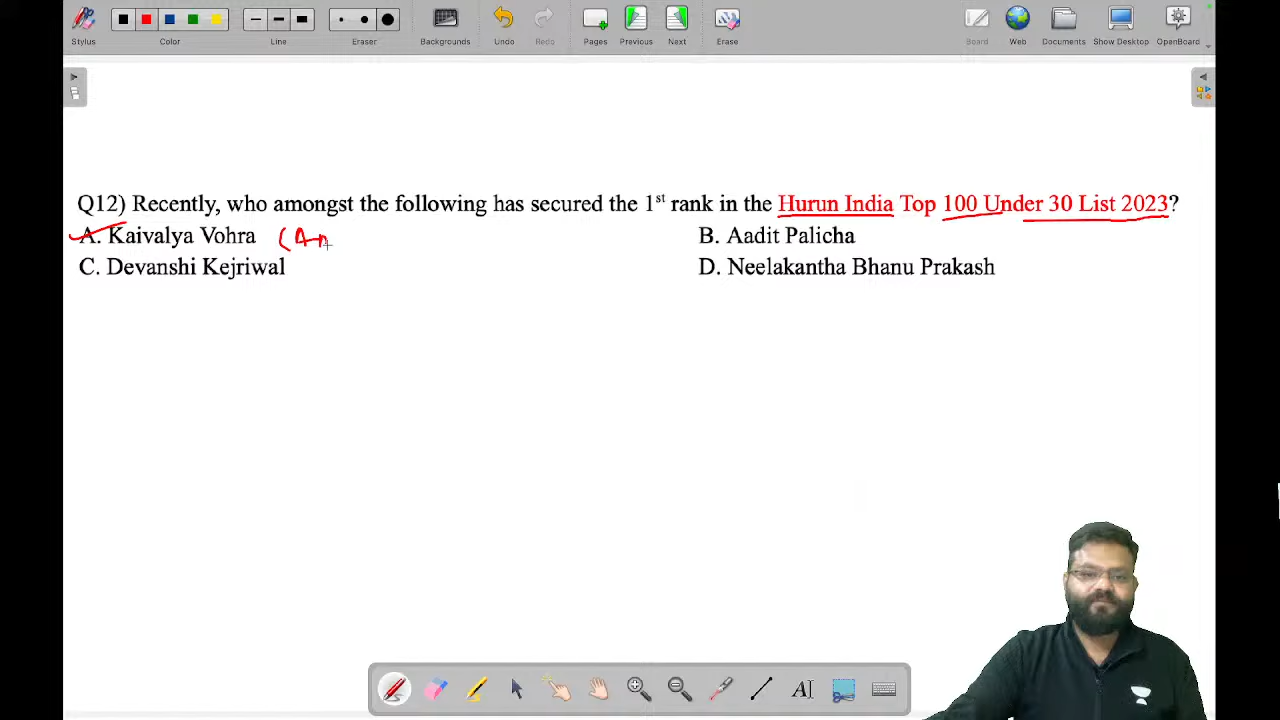 Stylus Color Line Eraser Backgrounds Undo Redo Pages Previous Next Erase Board Web Documents Show Desktop OpenBoard
Q12) Recently, who amongst the following has secured the 1st rank in the Hurun India Top 100 Under 30 List 2023?
A. Kaivalya Vohra (An B. Aadit Palicha
C. Devanshi Kejriwal D. Neelakantha Bhanu Prakash